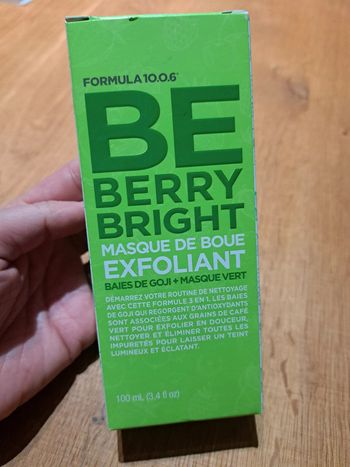 FORMULA 10.0.6®
BE
BERRY
BRIGHT
MASQUE DE BOUE
EXFOLIANT
BAIES DE GOJI + MASQUE VERT
DÉMARREZ VOTRE ROUTINE DE NETTOYAGE
AVEC CETTE FORMULE 3 EN 1. LES BAIES
DE GOJI QUI REGORGENT D'ANTIOXYDANTS
SONT ASSOCIÉES AUX GRAINS DE CAFÉ
VERT POUR EXFOLIER EN DOUCEUR,
NETTOYER ET ÉLIMINER TOUTES LES
IMPURETÉS POUR LAISSER UN TEINT
LUMINEUX ET ÉCLATANT.
100 mL (3,4 fl oz)